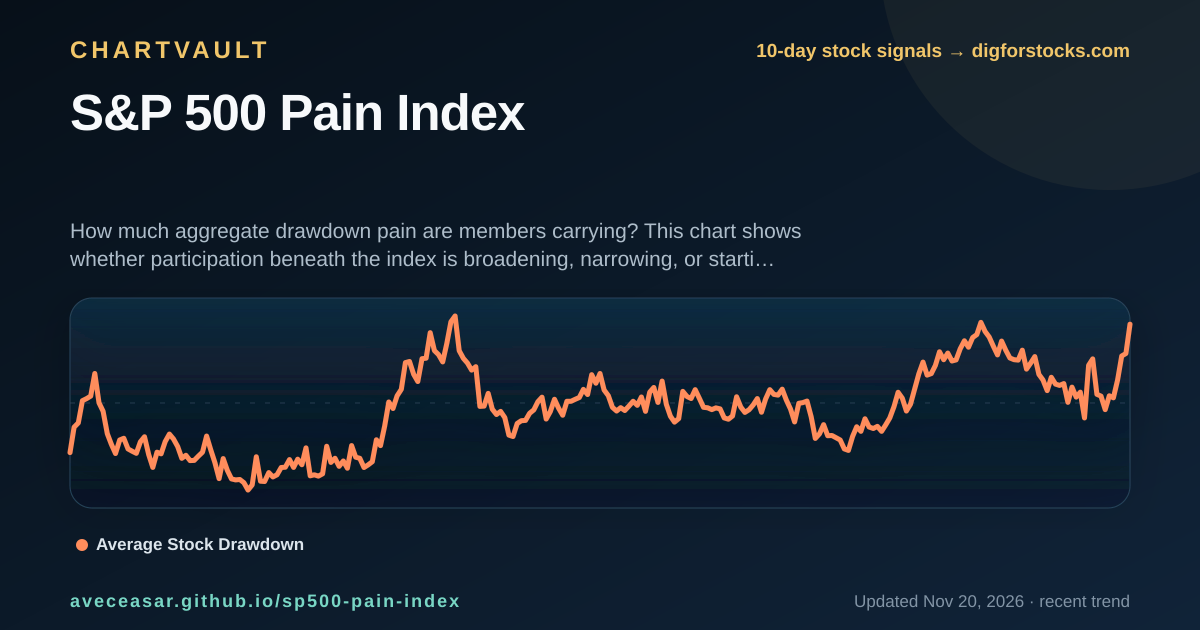 CHARTVAULT
10-day stock signals → digforstocks.com
S&P 500 Pain Index
How much aggregate drawdown pain are members carrying? This chart shows
whether participation beneath the index is broadening, narrowing, or starti…
Average Stock Drawdown
aveceasar.github.io/sp500-pain-index
Updated Nov 20, 2026 · recent trend